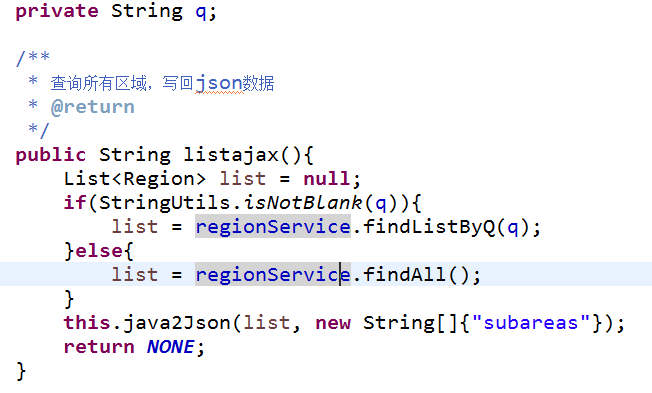 private String q;
/**
 * 查询所有区域，写回json数据
 * @return
 */
public String listajax(){
    List<Region> list = null;
    if(StringUtils.isNotBlank(q)){
        list = regionService.findListByQ(q);
    }else{
        list = regionService.findAll();
    }
    this.java2Json(list, new String[]{"subareas"});
    return NONE;
}